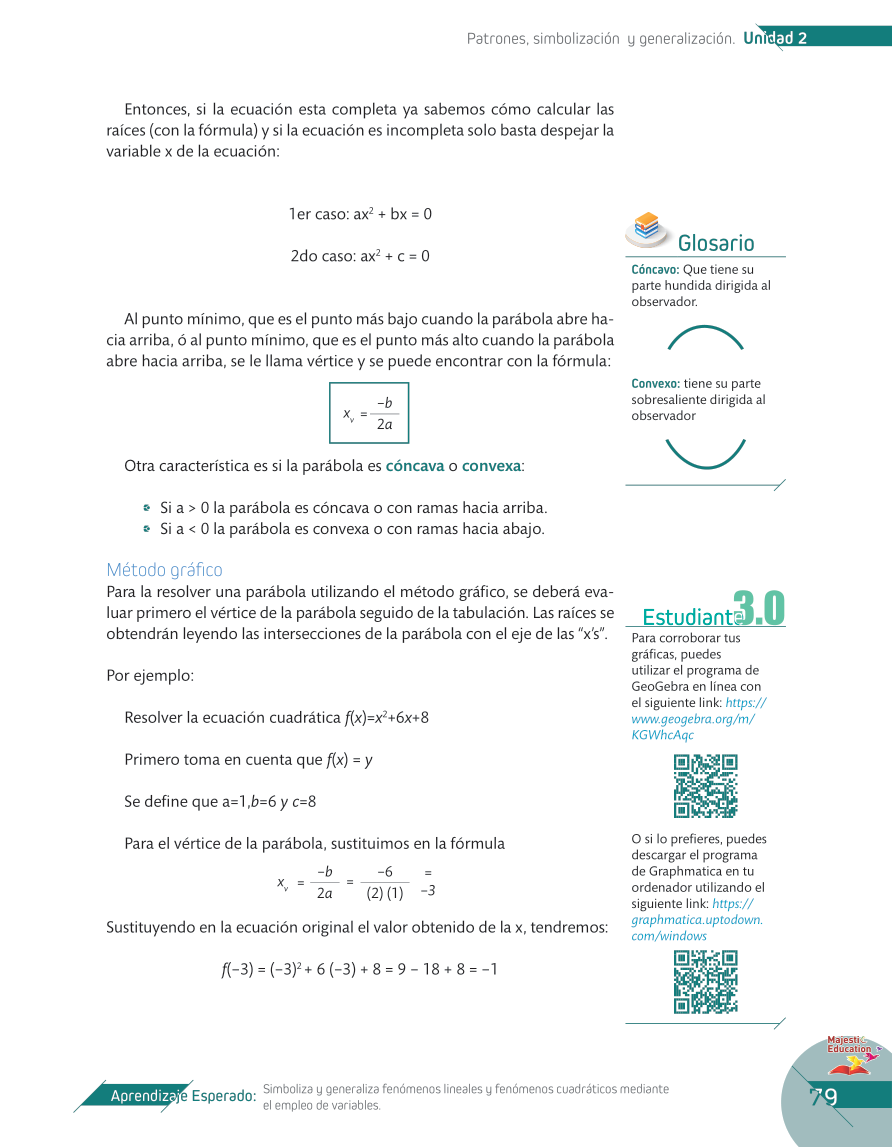 Patrones, simbolización y generalización. Unidad 2
Entonces, si la ecuación esta completa ya sabemos cómo calcular las
raíces (con la fórmula) y si la ecuación es incompleta solo basta despejar la
variable x de la ecuación:
1er caso: ax² + bx = 0
2do caso: ax² + c = 0
Al punto mínimo, que es el punto más bajo cuando la parábola abre ha-
cia arriba, ó al punto mínimo, que es el punto más alto cuando la parábola
abre hacia arriba, se le llama vértice y se puede encontrar con la fórmula:
xᵥ = –b / 2a
Otra característica es si la parábola es cóncava o convexa:
Si a > 0 la parábola es cóncava o con ramas hacia arriba.
Si a < 0 la parábola es convexa o con ramas hacia abajo.
Método gráfico
Para la resolver una parábola utilizando el método gráfico, se deberá eva-
luar primero el vértice de la parábola seguido de la tabulación. Las raíces se
obtendrán leyendo las intersecciones de la parábola con el eje de las “x’s”.
Por ejemplo:
Resolver la ecuación cuadrática f(x)=x²+6x+8
Primero toma en cuenta que f(x) = y
Se define que a=1,b=6 y c=8
Para el vértice de la parábola, sustituimos en la fórmula
xᵥ = –b / 2a = –6 / (2) (1) = –3
Sustituyendo en la ecuación original el valor obtenido de la x, tendremos:
f(–3) = (–3)² + 6 (–3) + 8 = 9 – 18 + 8 = –1
Glosario
Cóncavo: Que tiene su
parte hundida dirigida al
observador.
Convexo: tiene su parte
sobresaliente dirigida al
observador
Estudiante 3.0
Para corroborar tus
gráficas, puedes
utilizar el programa de
GeoGebra en línea con
el siguiente link: https://
www.geogebra.org/m/
KGWhcAqc
O si lo prefieres, puedes
descargar el programa
de Graphmatica en tu
ordenador utilizando el
siguiente link: https://
graphmatica.uptodown.
com/windows
Majestic
Education
Aprendizaje Esperado:
Simboliza y generaliza fenómenos lineales y fenómenos cuadráticos mediante
el empleo de variables.
79